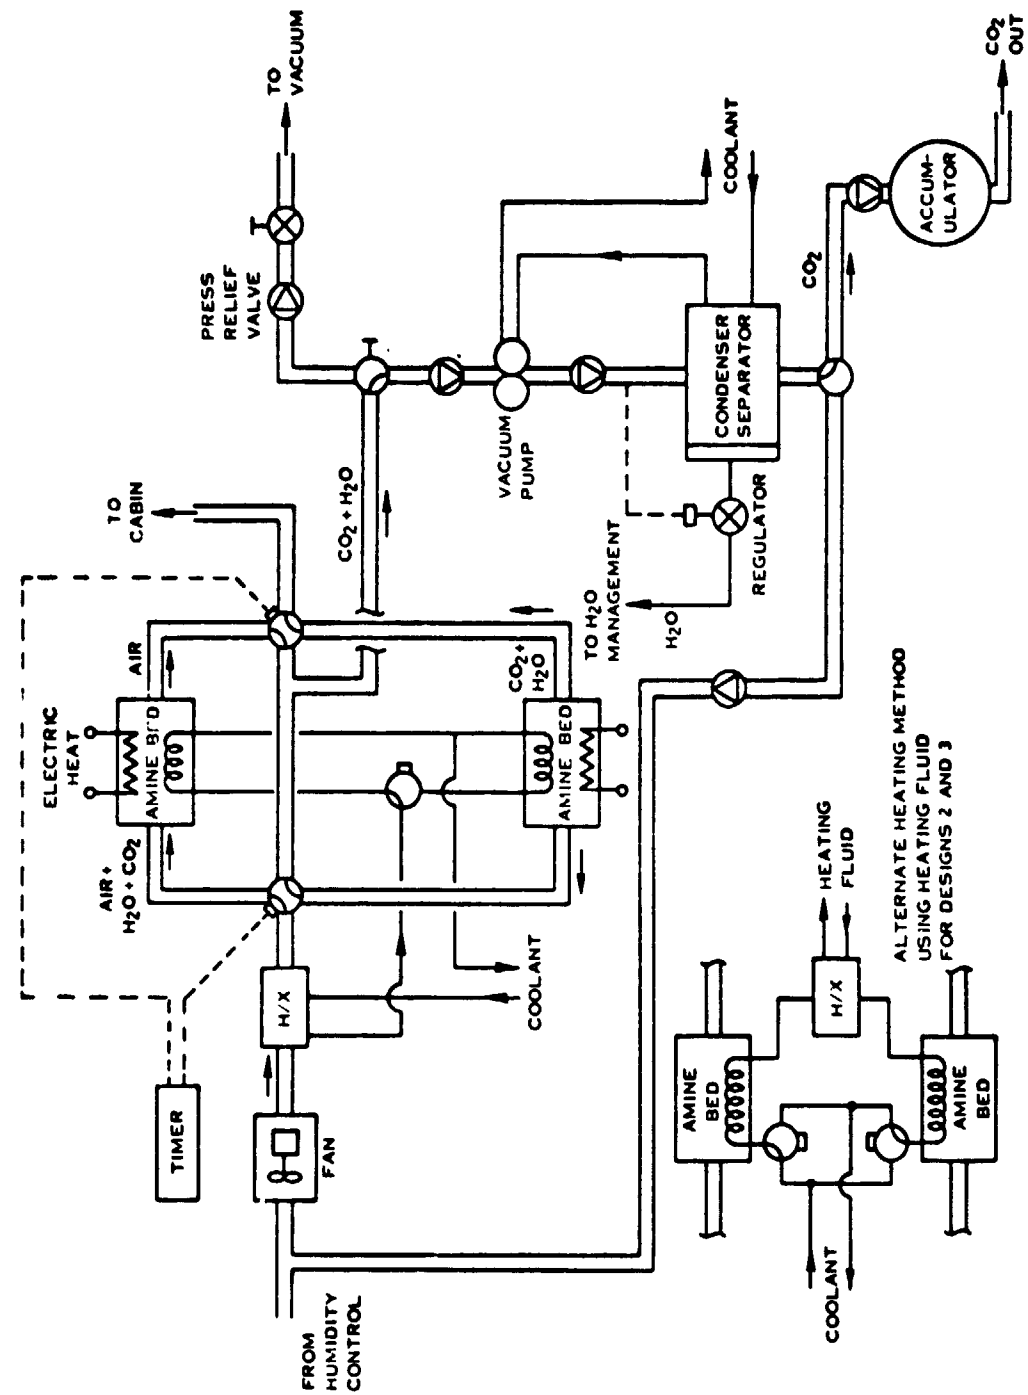 FROM
HUMIDITY
CONTROL
FAN
TIMER
H/X
COOLANT
AIR+
H2O + CO2
ELECTRIC
HEAT
AMINE BED
AIR
AMINE BED
CO2+
H2O
TO
CABIN
CO2 + H2O
PRESS
RELIEF
VALVE
TO
VACUUM
VACUUM
PUMP
COOLANT
CONDENSER
SEPARATOR
REGULATOR
TO H2O
MANAGEMENT
H2O
CO2
ACCUM-
ULATOR
CO2
OUT
COOLANT
AMINE
BED
AMINE
BED
H/X
HEATING
FLUID
ALTERNATE HEATING METHOD
USING HEATING FLUID
FOR DESIGNS 2 AND 3